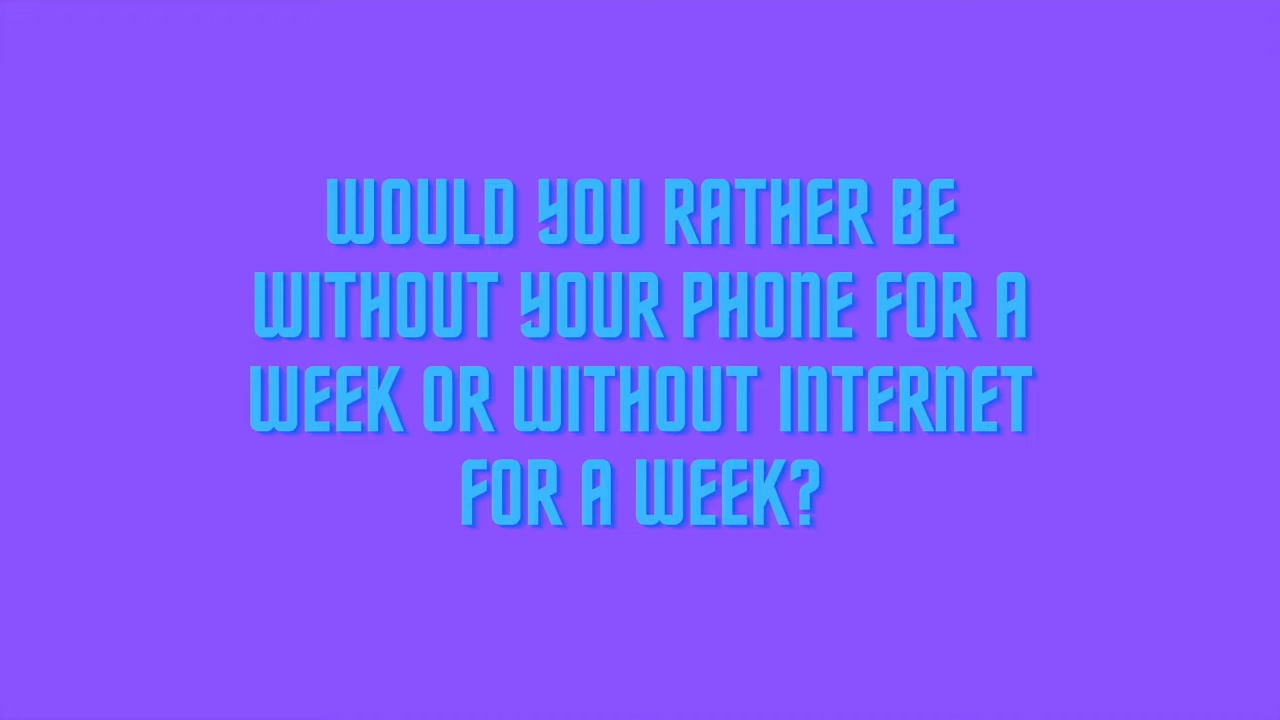 WOULD YOU RATHER BE
WITHOUT YOUR PHONE FOR A
WEEK OR WITHOUT INTERNET
FOR A WEEK?